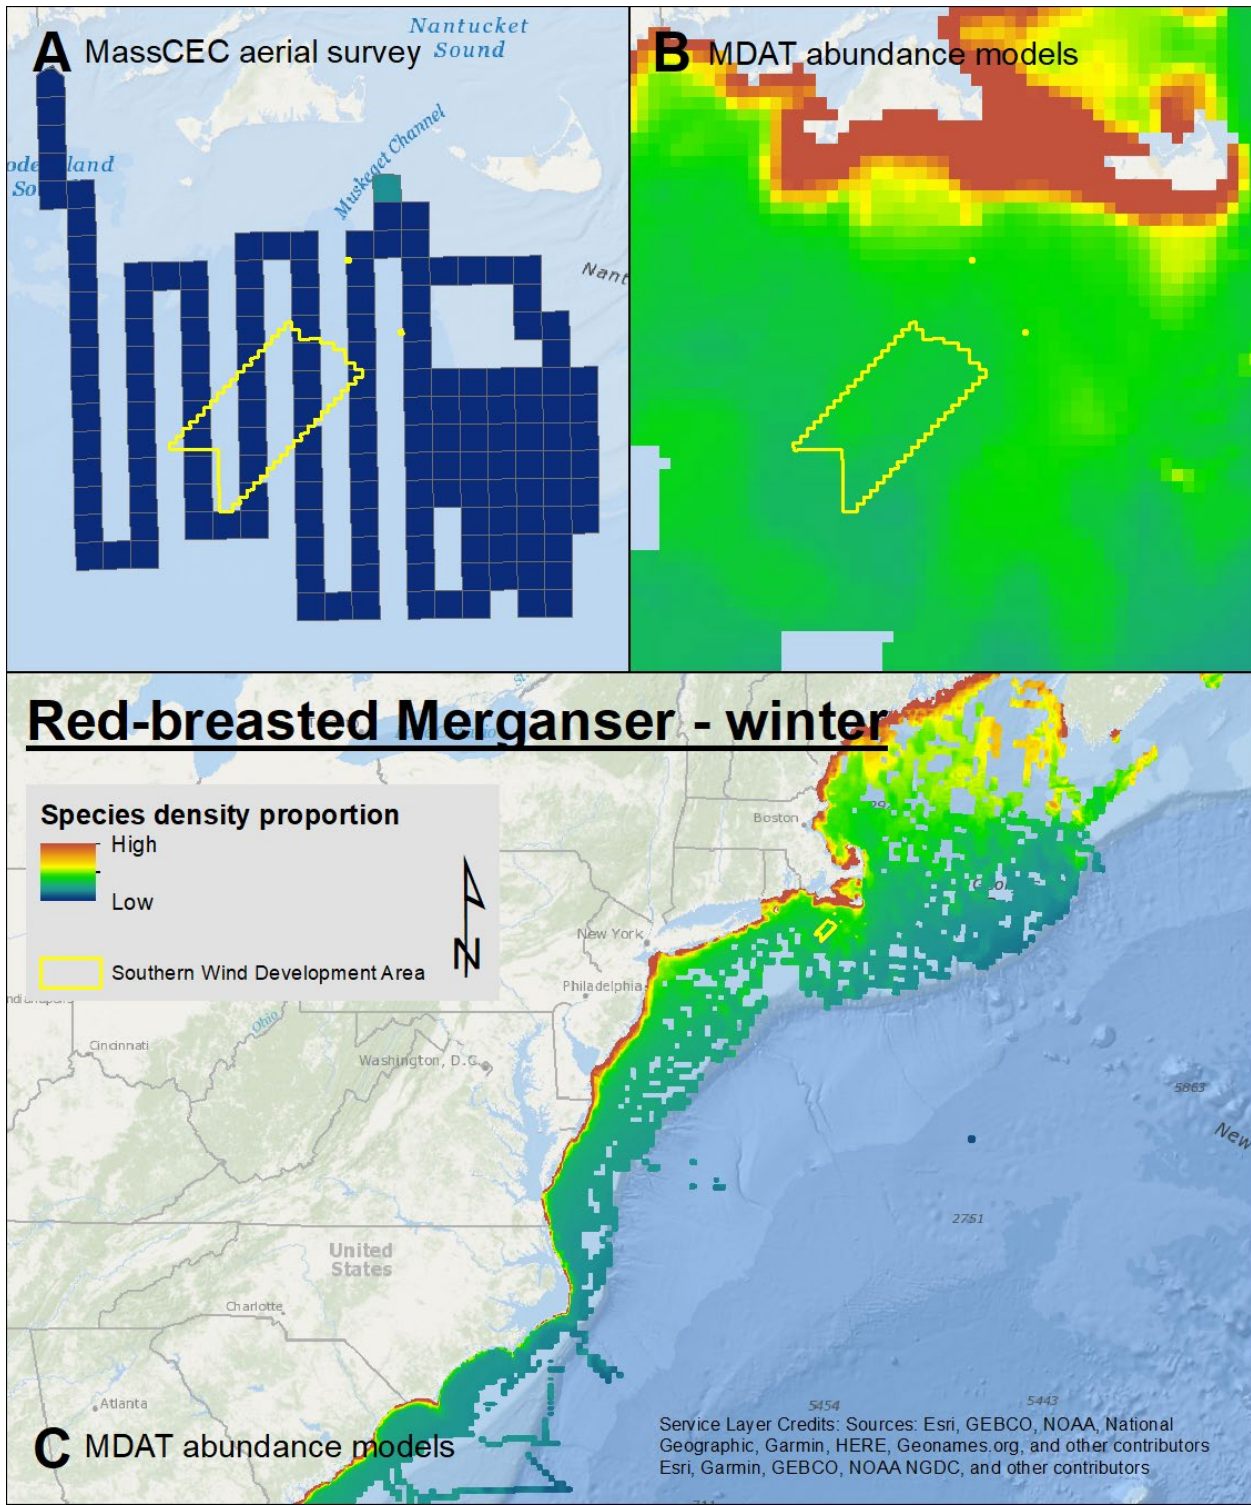 A MassCEC aerial survey
Nantucket
Sound
Muskeget Channel
Nant
B MDAT abundance models
Red-breasted Merganser - winter
Species density proportion
High
Low
N
Southern Wind Development Area
Boston
New York
Philadelphia
Washington, D.C.
Cincinnati
Ohio
United
States
Charlotte
Atlanta
5863
New
2751
5454
5443
C MDAT abundance models
Service Layer Credits: Sources: Esri, GEBCO, NOAA, National
Geographic, Garmin, HERE, Geonames.org, and other contributors
Esri, Garmin, GEBCO, NOAA NGDC, and other contributors